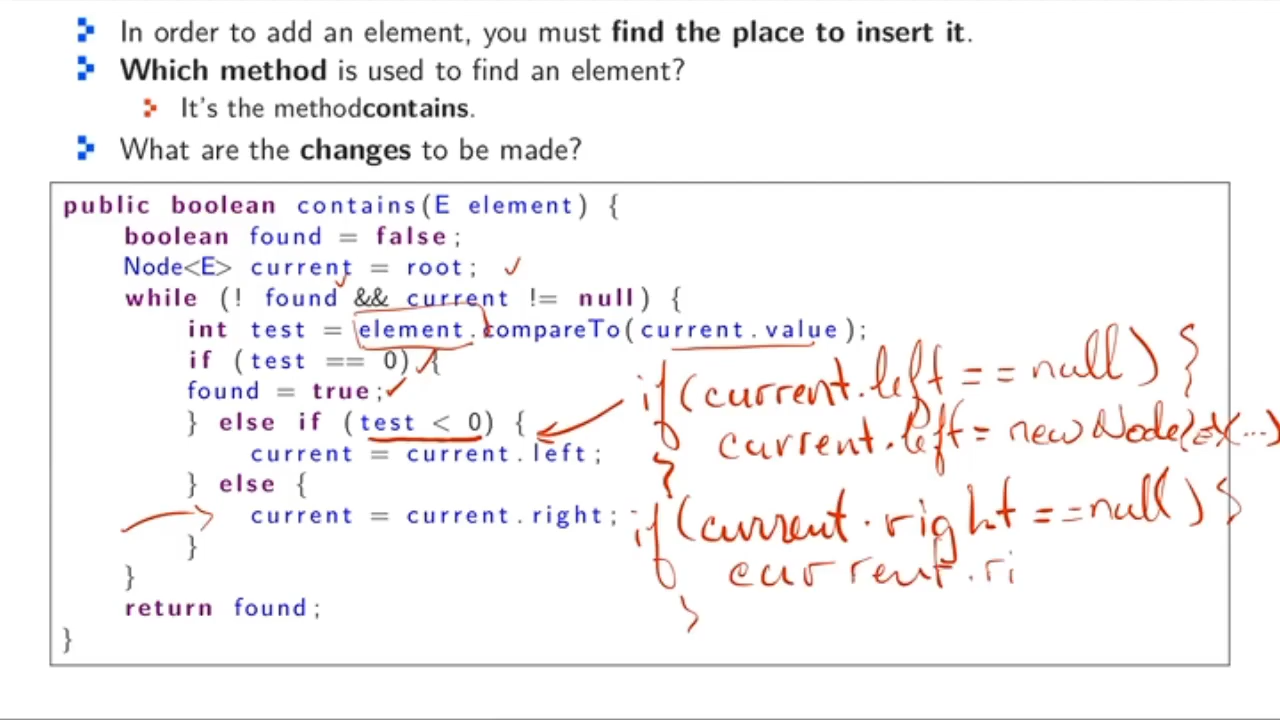 In order to add an element, you must find the place to insert it.
Which method is used to find an element?
It's the methodcontains.
What are the changes to be made?
public boolean contains(E element) {
boolean found = false;
Node<E> current = root;
while (! found && current != null) {
int test = element.compareTo(current.value);
if (test == 0) {
found = true;
} else if (test < 0) {
current = current.left;
} else {
current = current.right;
}
}
return found;
}
if(current.left == null) {
current.left = new Node<E>(...)
}
if(current.right == null) {
current.ri
}